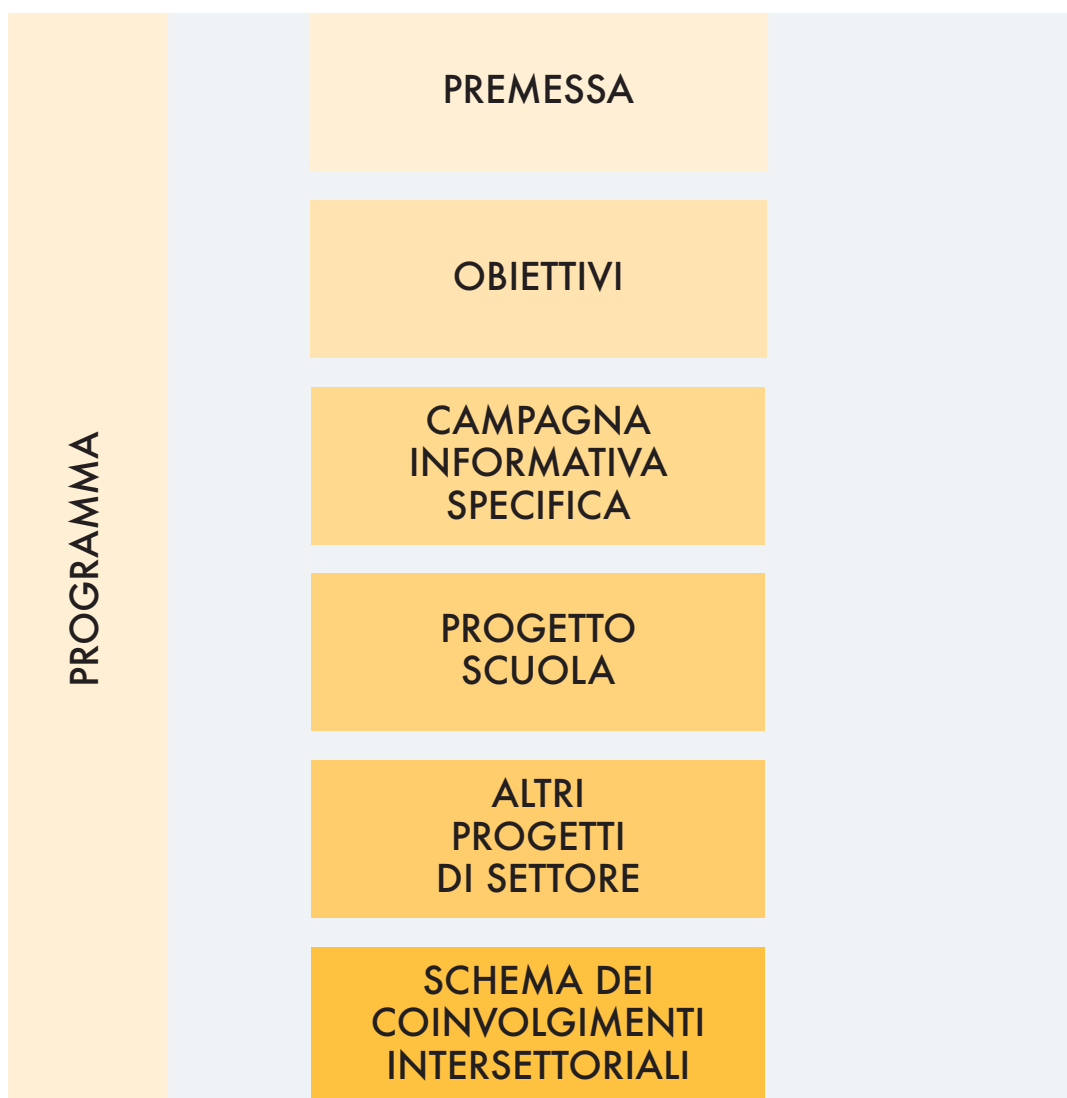 PROGRAMMA
PREMESSA
OBIETTIVI
CAMPAGNA
INFORMATIVA
SPECIFICA
PROGETTO
SCUOLA
ALTRI
PROGETTI
DI SETTORE
SCHEMA DEI
COINVOLGIMENTI
INTERSETTORIALI